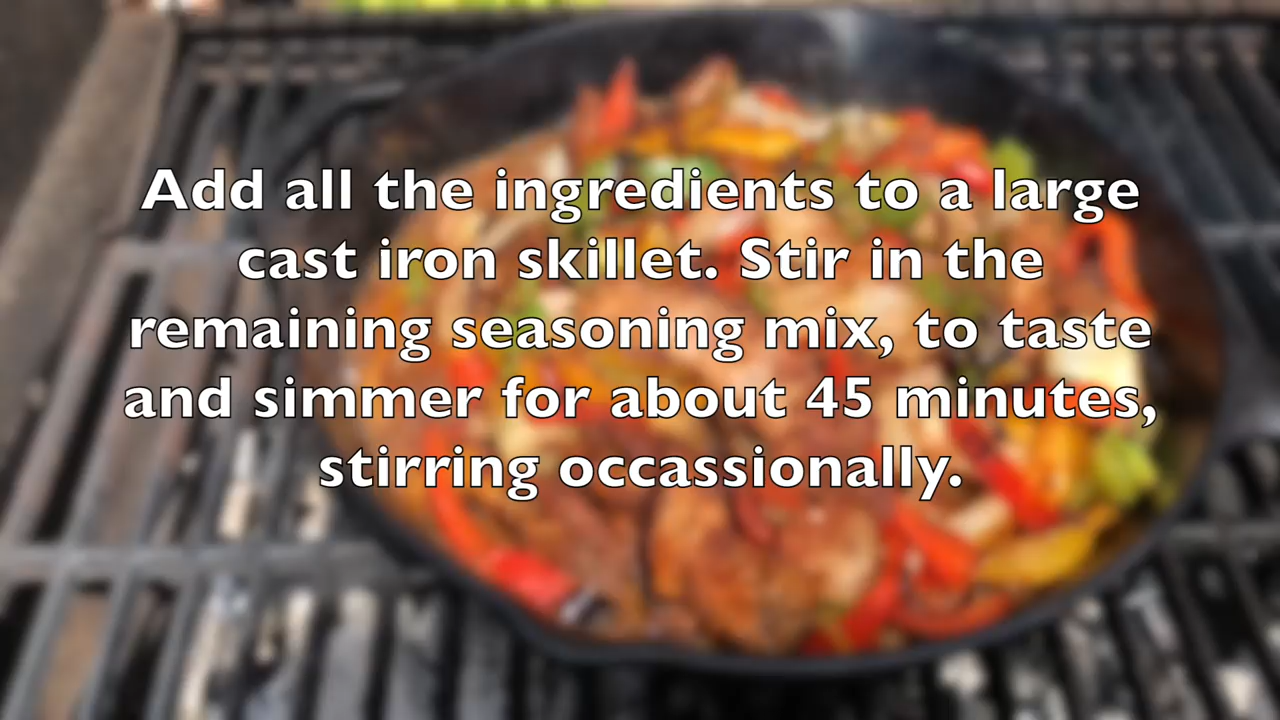 Add all the ingredients to a large
cast iron skillet. Stir in the
remaining seasoning mix, to taste
and simmer for about 45 minutes,
stirring occassionally.